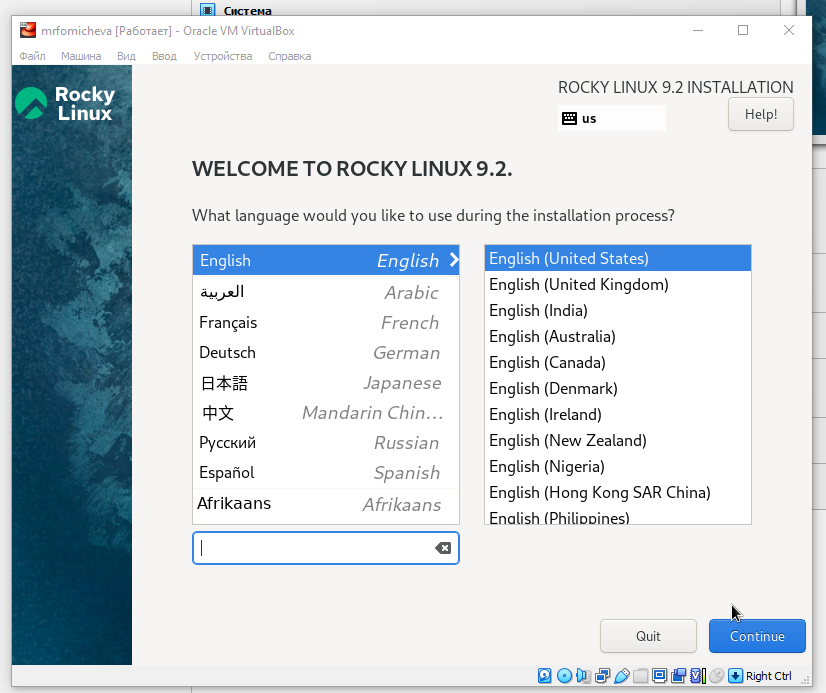 Система
mrfomicheva [Работает] - Oracle VM VirtualBox
Файл Машина Вид Ввод Устройства Справка
Rocky
Linux
ROCKY LINUX 9.2 INSTALLATION
us
Help!
WELCOME TO ROCKY LINUX 9.2.
What language would you like to use during the installation process?
English English
العربية Arabic
Français French
Deutsch German
日本語 Japanese
中文 Mandarin Chin...
Русский Russian
Español Spanish
Afrikaans Afrikaans
English (United States)
English (United Kingdom)
English (India)
English (Australia)
English (Canada)
English (Denmark)
English (Ireland)
English (New Zealand)
English (Nigeria)
English (Hong Kong SAR China)
English (Philippines)
Quit
Continue
Right Ctrl